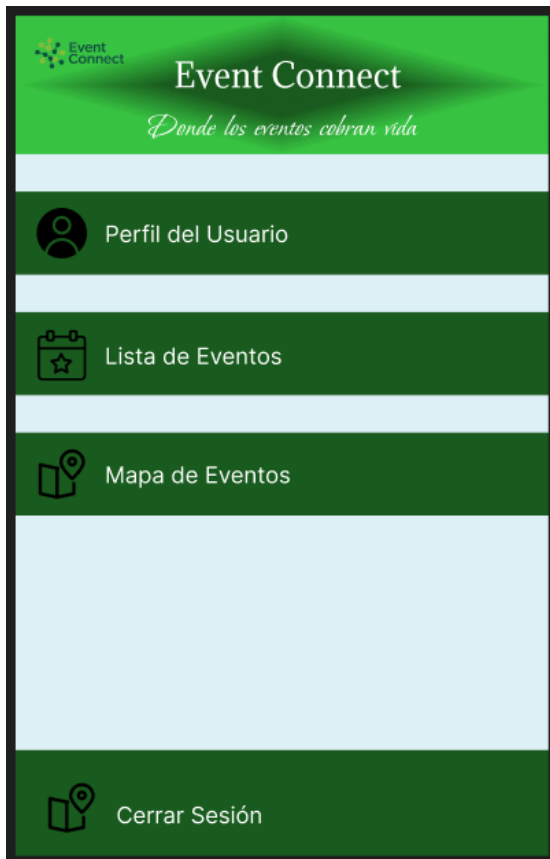 Event
Connect
Event Connect
Donde los eventos cobran vida
Perfil del Usuario
Lista de Eventos
Mapa de Eventos
Cerrar Sesión